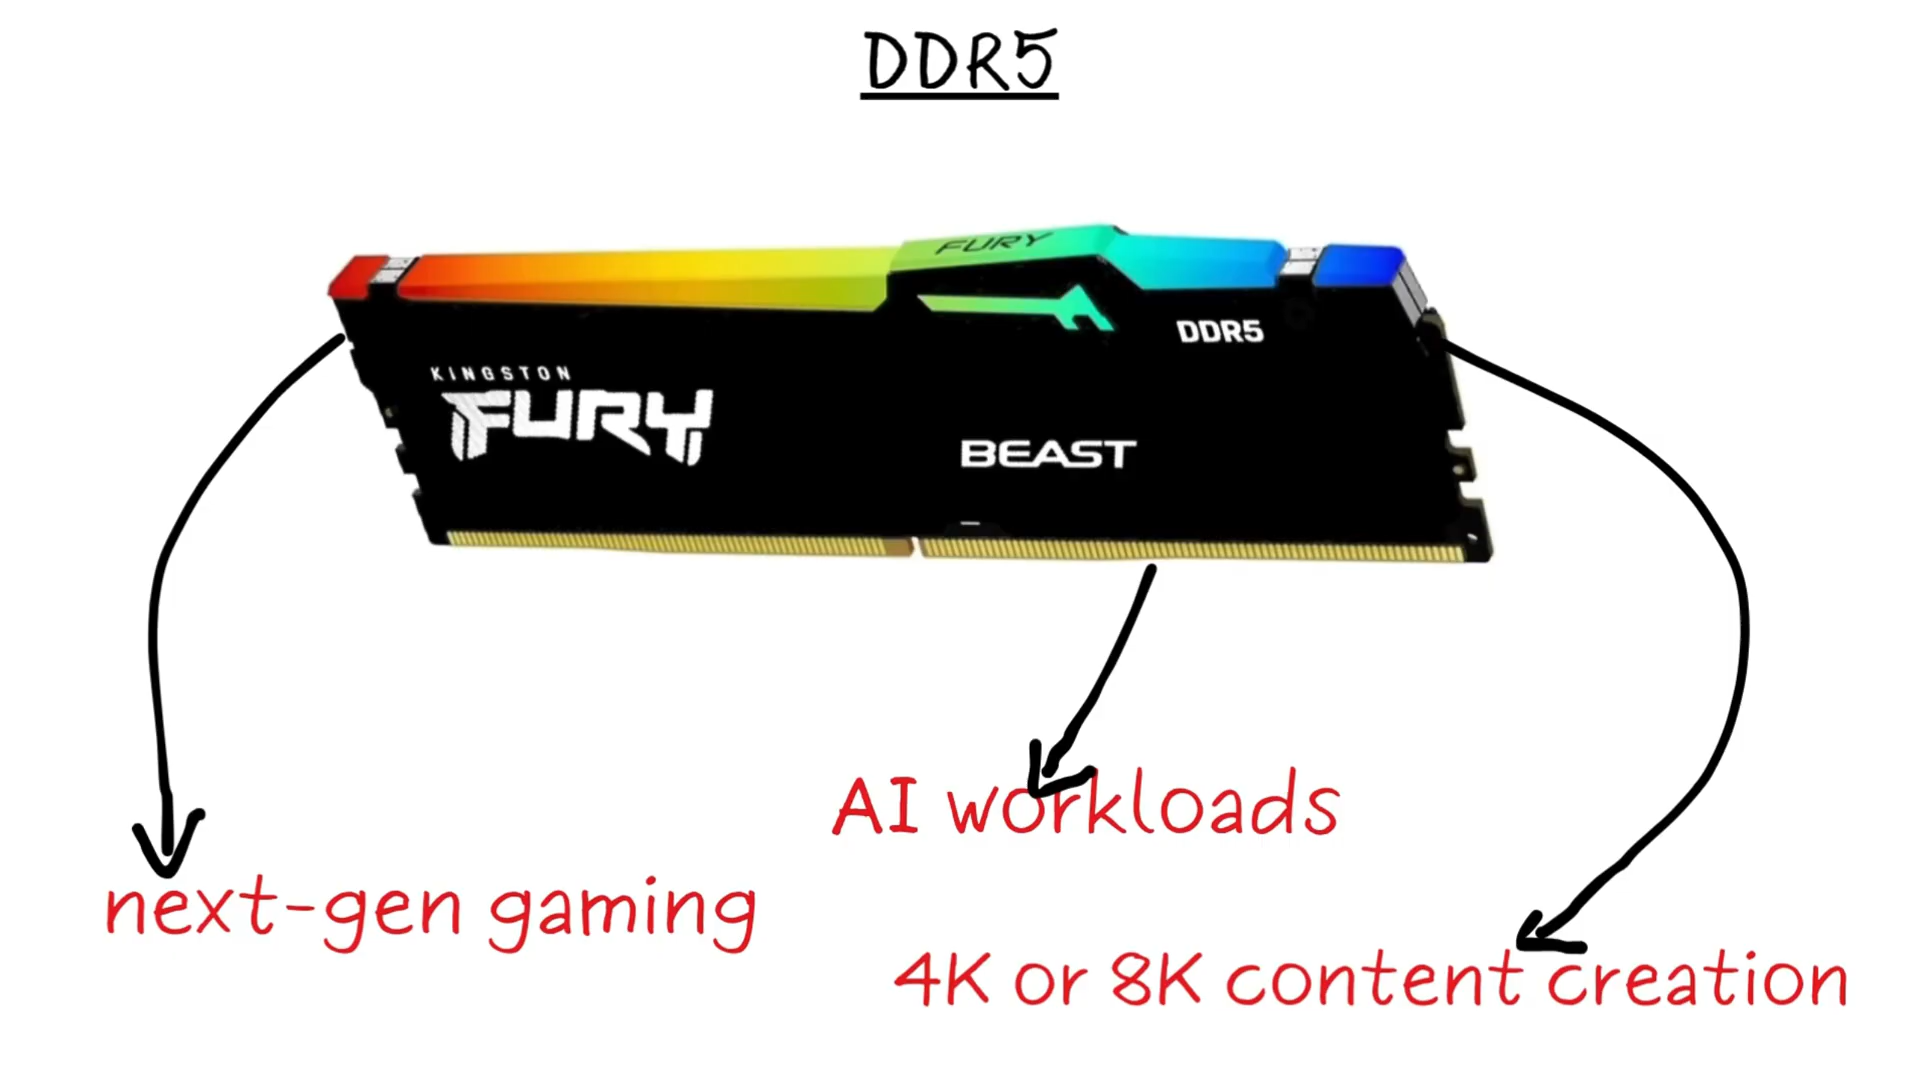 DDR5
FURY
DDR5
KINGSTON
FURY
BEAST
AI workloads
next-gen gaming
4K or 8K content creation